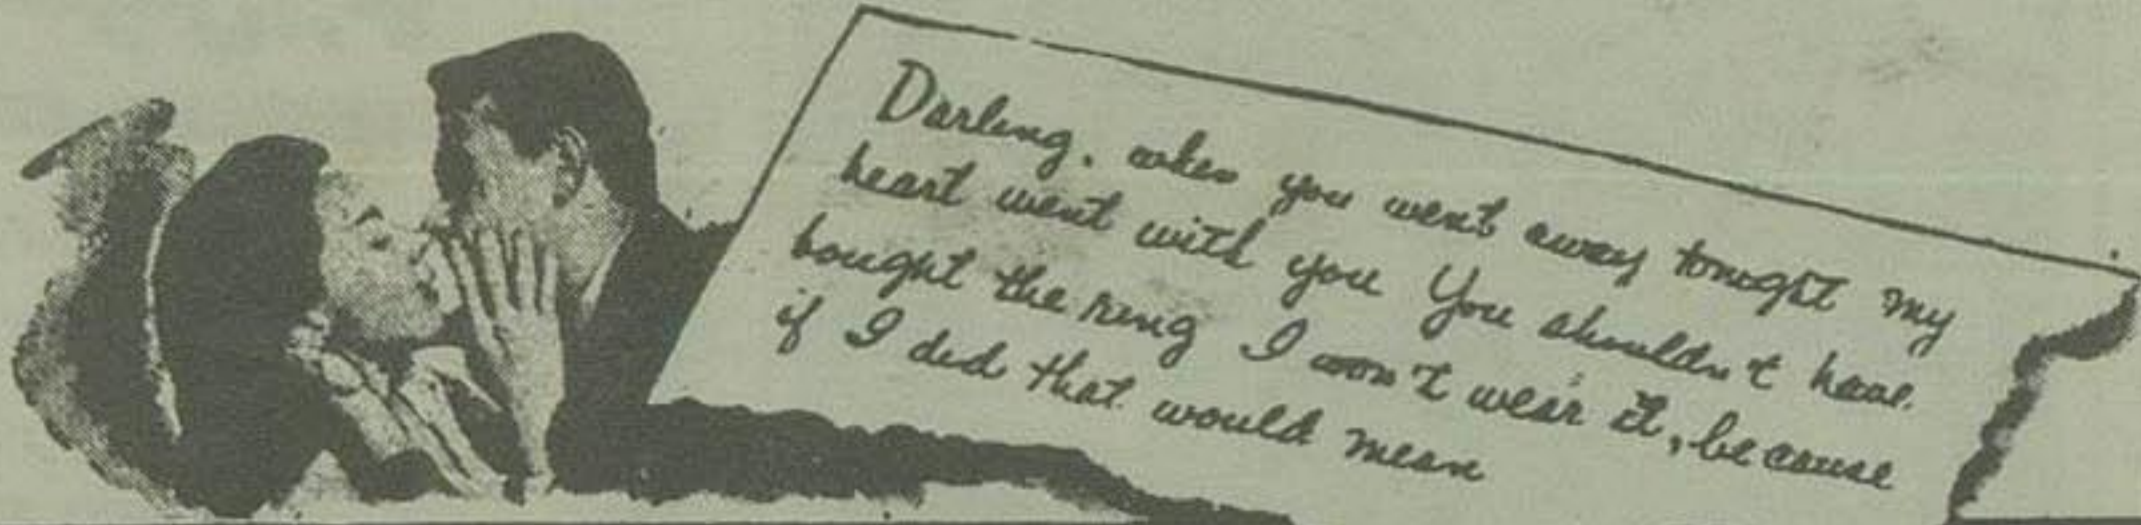 Darling, when you went away tonight my
heart went with you You shouldn't have
bought the ring I won't wear it, because
if I did that would mean